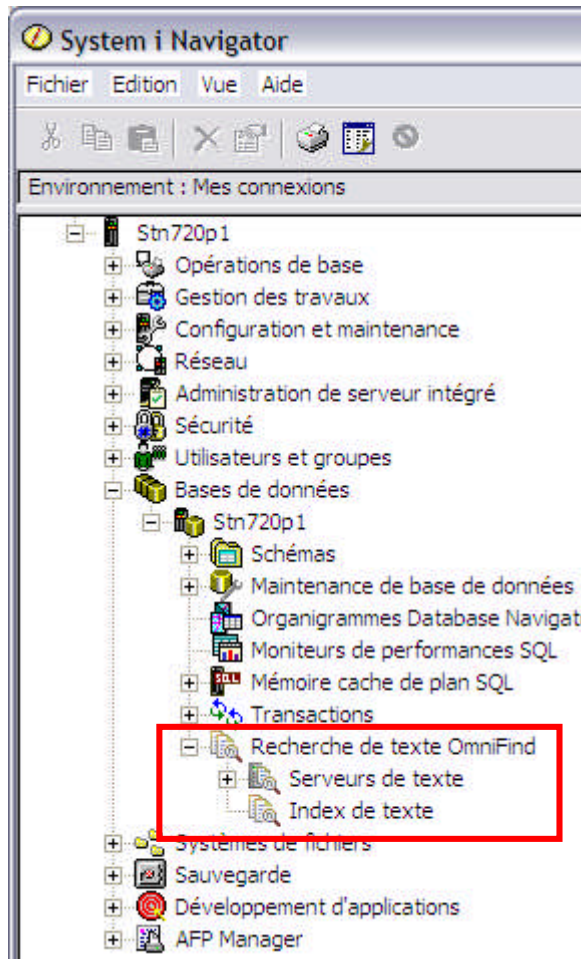 System i Navigator
Fichier Edition Vue Aide
Environnement : Mes connexions
Stn720p1
Opérations de base
Gestion des travaux
Configuration et maintenance
Réseau
Administration de serveur intégré
Sécurité
Utilisateurs et groupes
Bases de données
Stn720p1
Schémas
Maintenance de base de données
Organigrammes Database Navigat
Moniteurs de performances SQL
Mémoire cache de plan SQL
Transactions
Recherche de texte OmniFind
Serveurs de texte
Index de texte
Systèmes de fichiers
Sauvegarde
Développement d'applications
AFP Manager